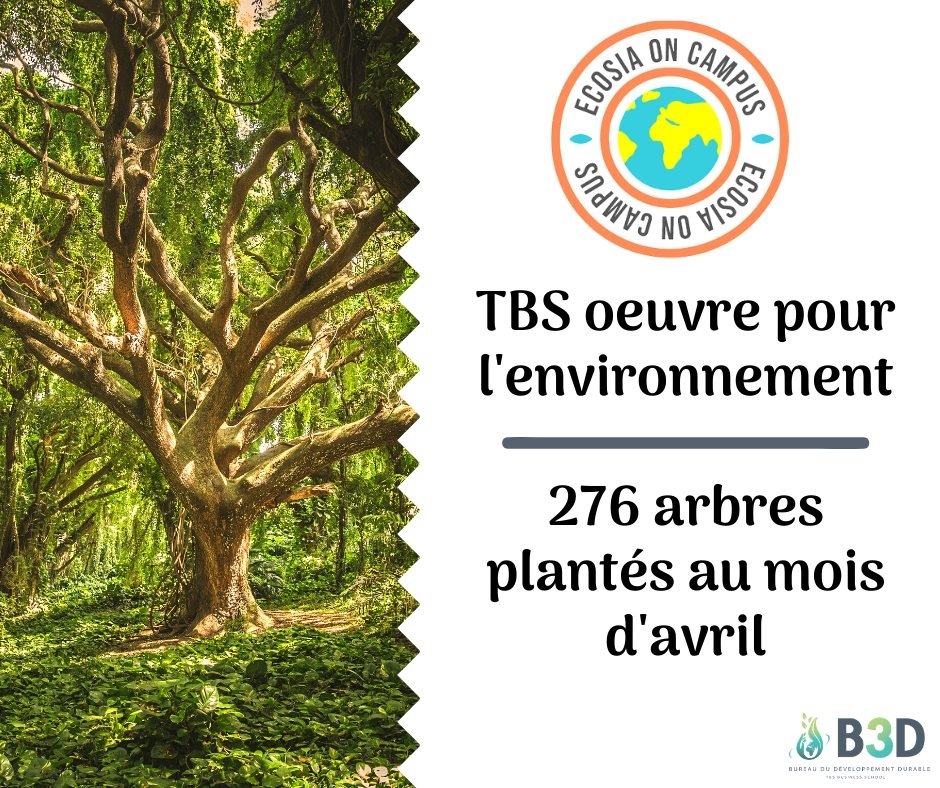 ECOSIA ON CAMPUS
ECOSIA ON CAMPUS
TBS oeuvre pour
l'environnement
276 arbres
plantés au mois
d'avril
B3D
BUREAU DU DÉVELOPPEMENT DURABLE
TBS BUSINESS SCHOOL